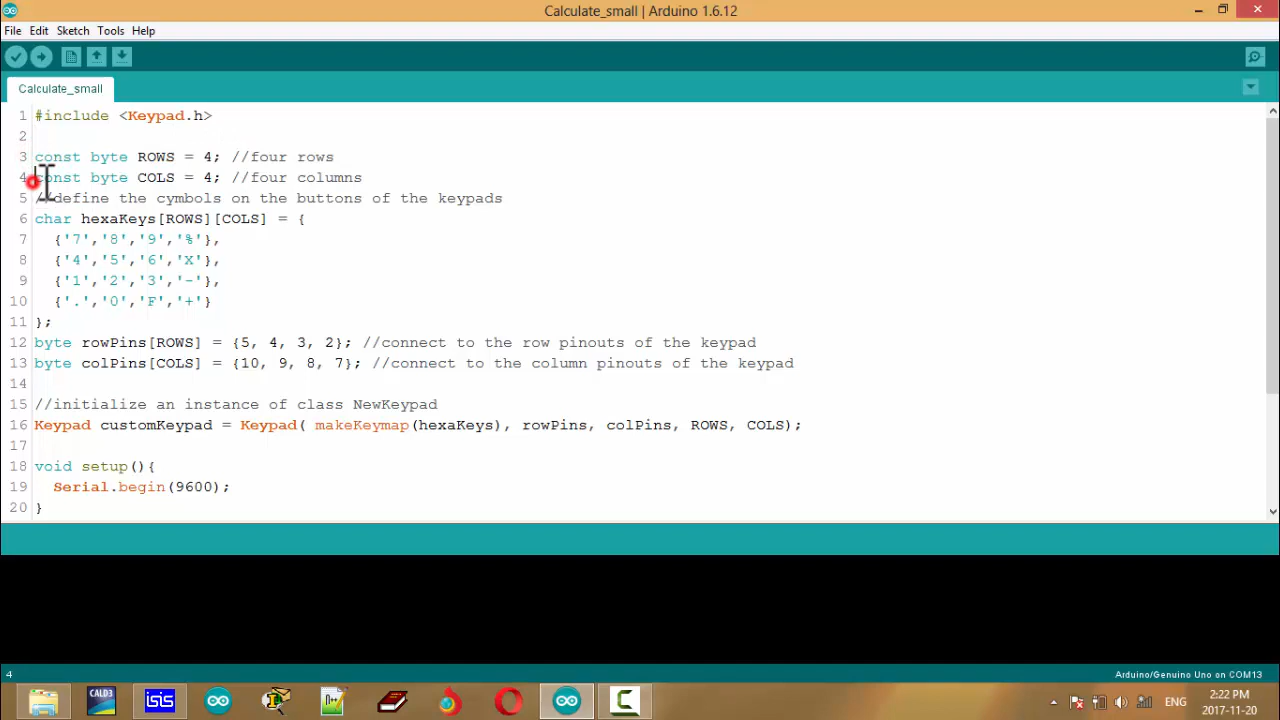 Calculate_small | Arduino 1.6.12
File Edit Sketch Tools Help
Calculate_small
1 #include <Keypad.h>
2
3 const byte ROWS = 4; //four rows
4 const byte COLS = 4; //four columns
5 //define the cymbols on the buttons of the keypads
6 char hexaKeys[ROWS][COLS] = {
7 {'7','8','9','%'},
8 {'4','5','6','X'},
9 {'1','2','3','-'},
10 {'.','0','F','+'}
11 };
12 byte rowPins[ROWS] = {5, 4, 3, 2}; //connect to the row pinouts of the keypad
13 byte colPins[COLS] = {10, 9, 8, 7}; //connect to the column pinouts of the keypad
14
15 //initialize an instance of class NewKeypad
16 Keypad customKeypad = Keypad( makeKeymap(hexaKeys), rowPins, colPins, ROWS, COLS);
17
18 void setup(){
19 Serial.begin(9600);
20 }
4 Arduino/Genuino Uno on COM13
CALD3 isis ENG 2:22 PM
2017-11-20